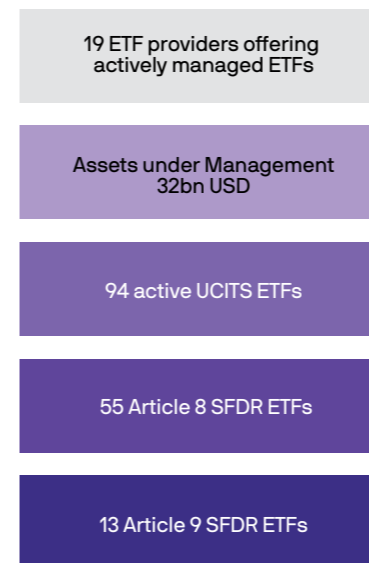 19 ETF providers offering
actively managed ETFs
Assets under Management
32bn USD
94 active UCITS ETFs
55 Article 8 SFDR ETFs
13 Article 9 SFDR ETFs